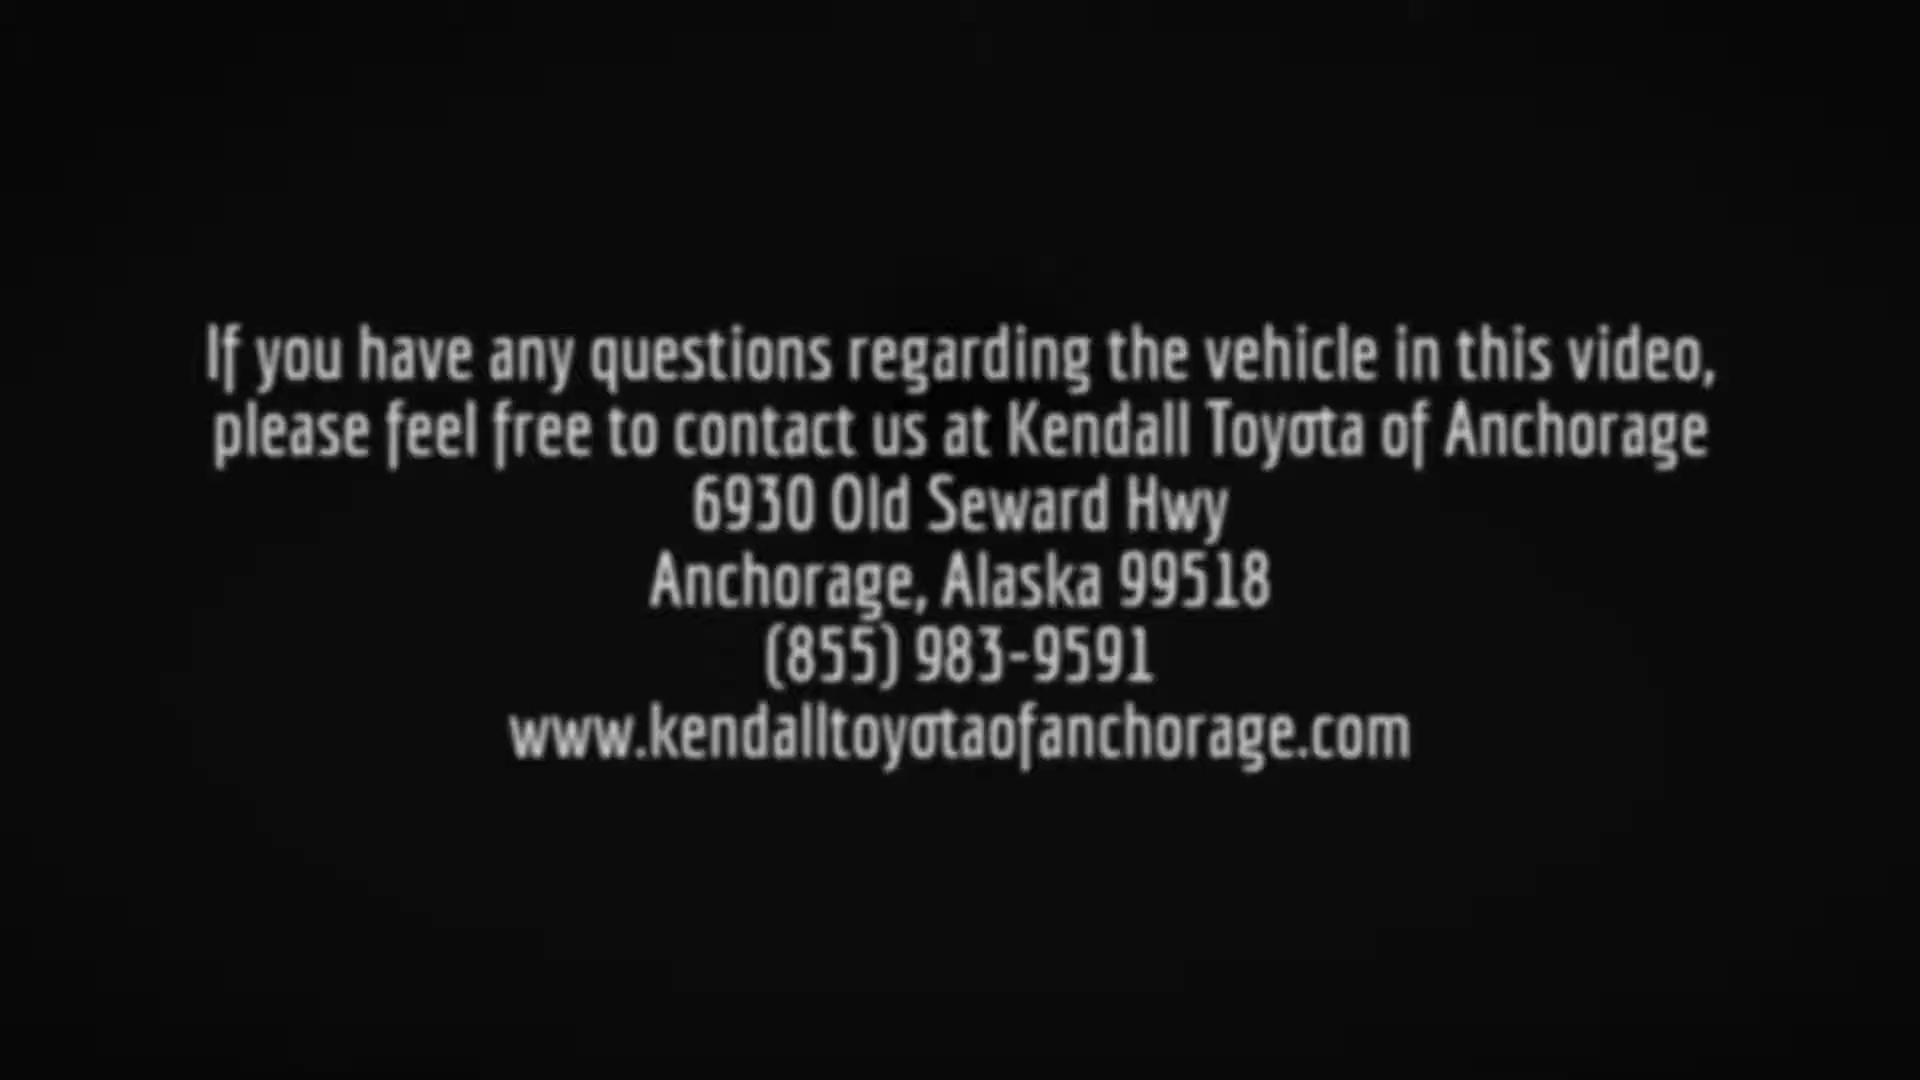 If you have any questions regarding the vehicle in this video,
please feel free to contact us at Kendall Toyota of Anchorage
6930 Old Seward Hwy
Anchorage, Alaska 99518
(855) 983-9591
www.kendalltoyotaofanchorage.com